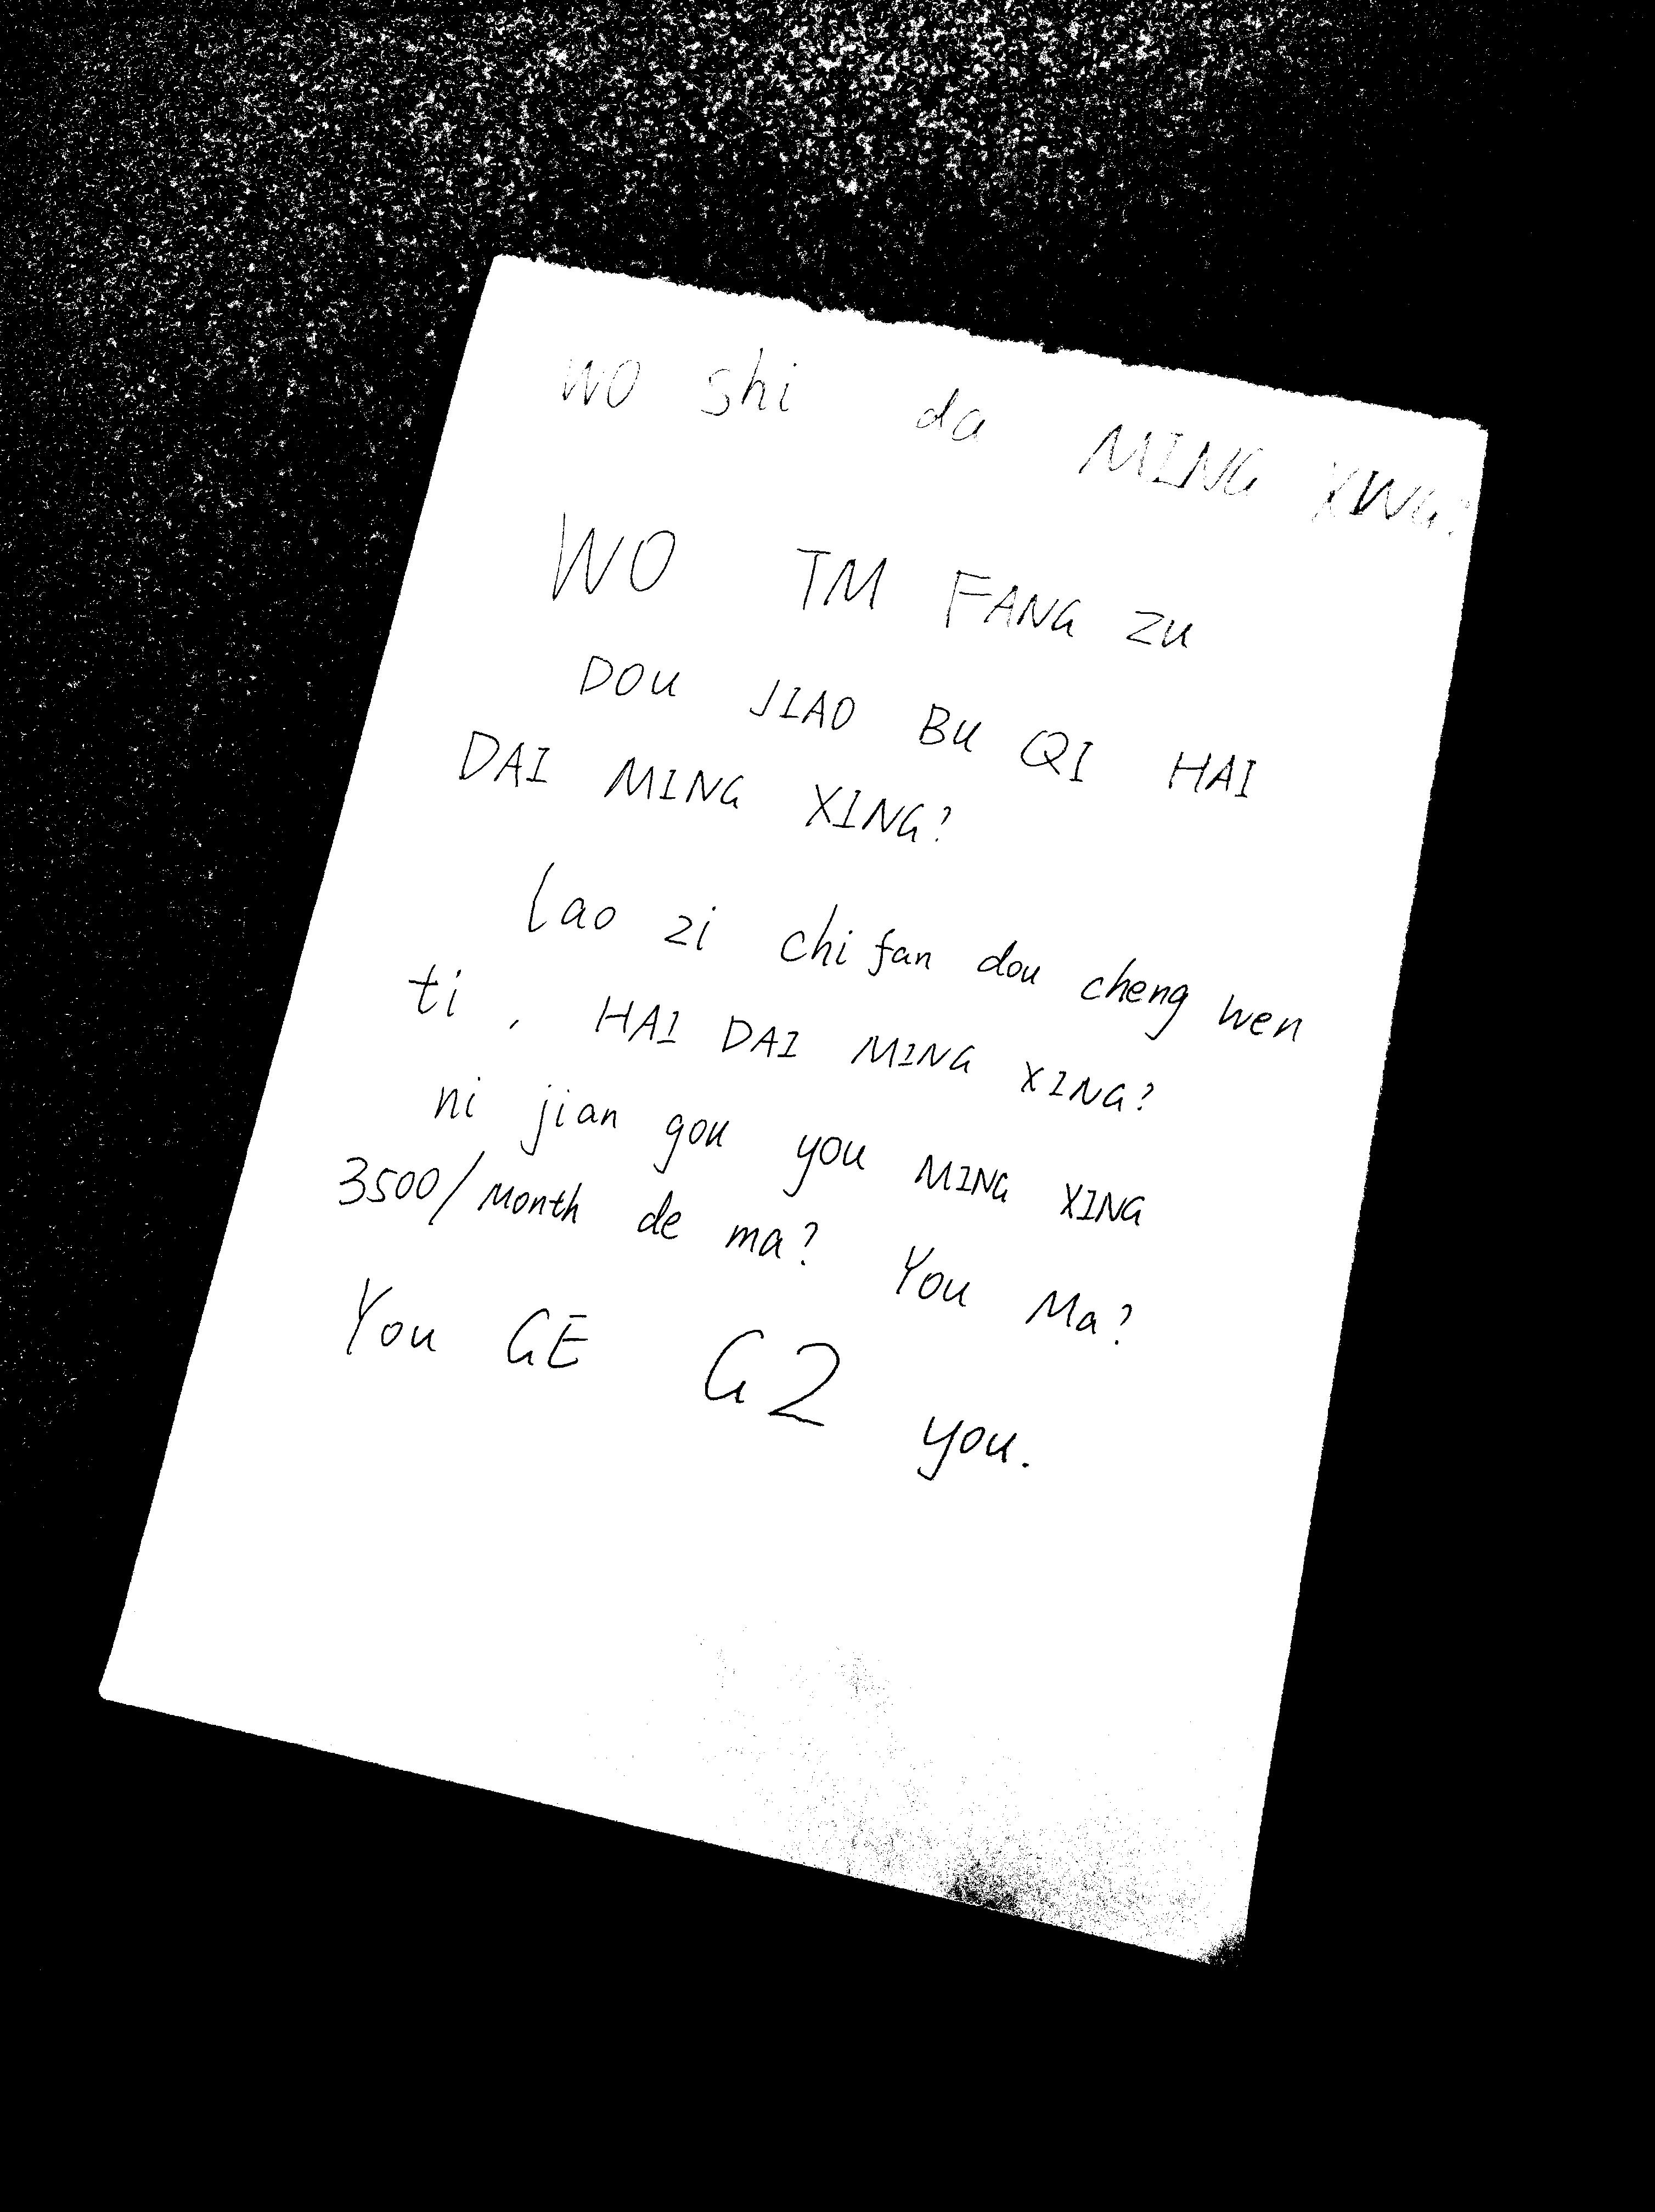 WO shi da MING XING?
WO TM FANG ZU
DOU JIAO BU QI HAI
DAI MING XING?
lao zi chi fan dou cheng wen
ti, HAI DAI MING XING?
ni jian gou you MING XING
3500/Month de ma? You Ma?
You GE G2 you.